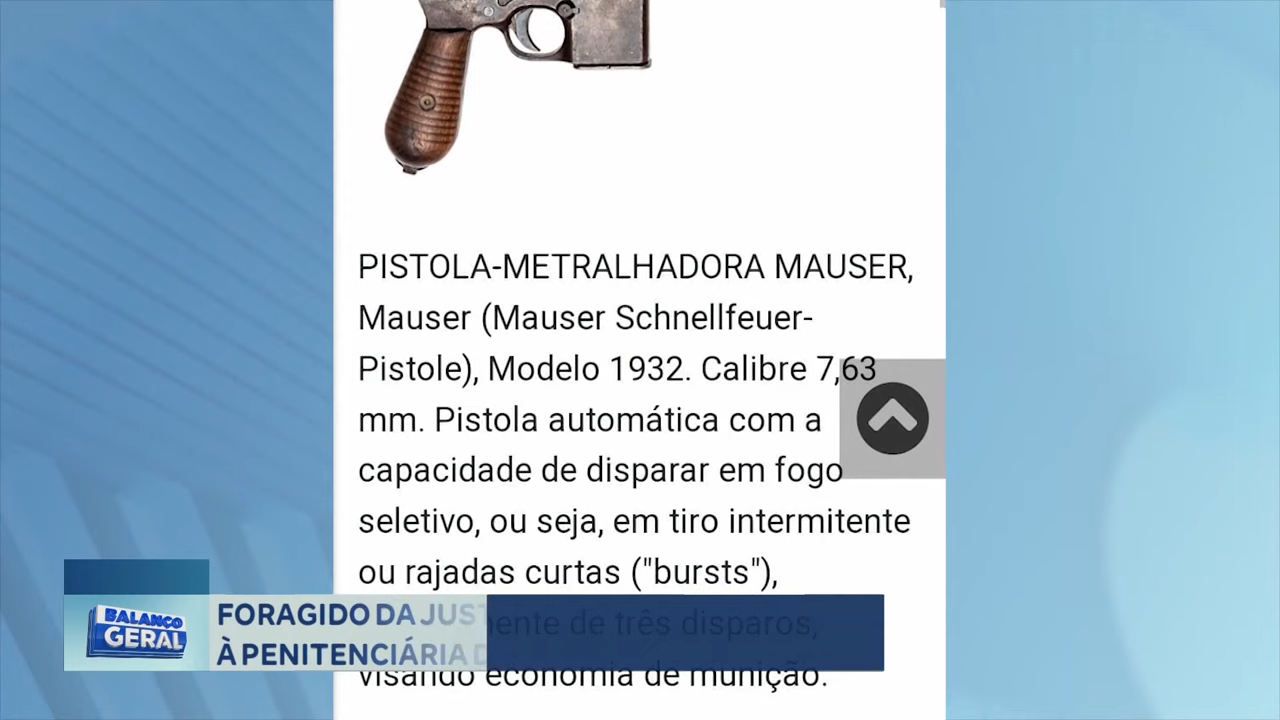 PISTOLA-METRALHADORA MAUSER,
Mauser (Mauser Schnellfeuer-
Pistole), Modelo 1932. Calibre 7,63
mm. Pistola automática com a
capacidade de disparar em fogo
seletivo, ou seja, em tiro intermitente
ou rajadas curtas ("bursts"),
de três disparos,
visando economia de munição.
BALANÇO
GERAL
FORAGIDO DA
À PENITENCIÁRIA